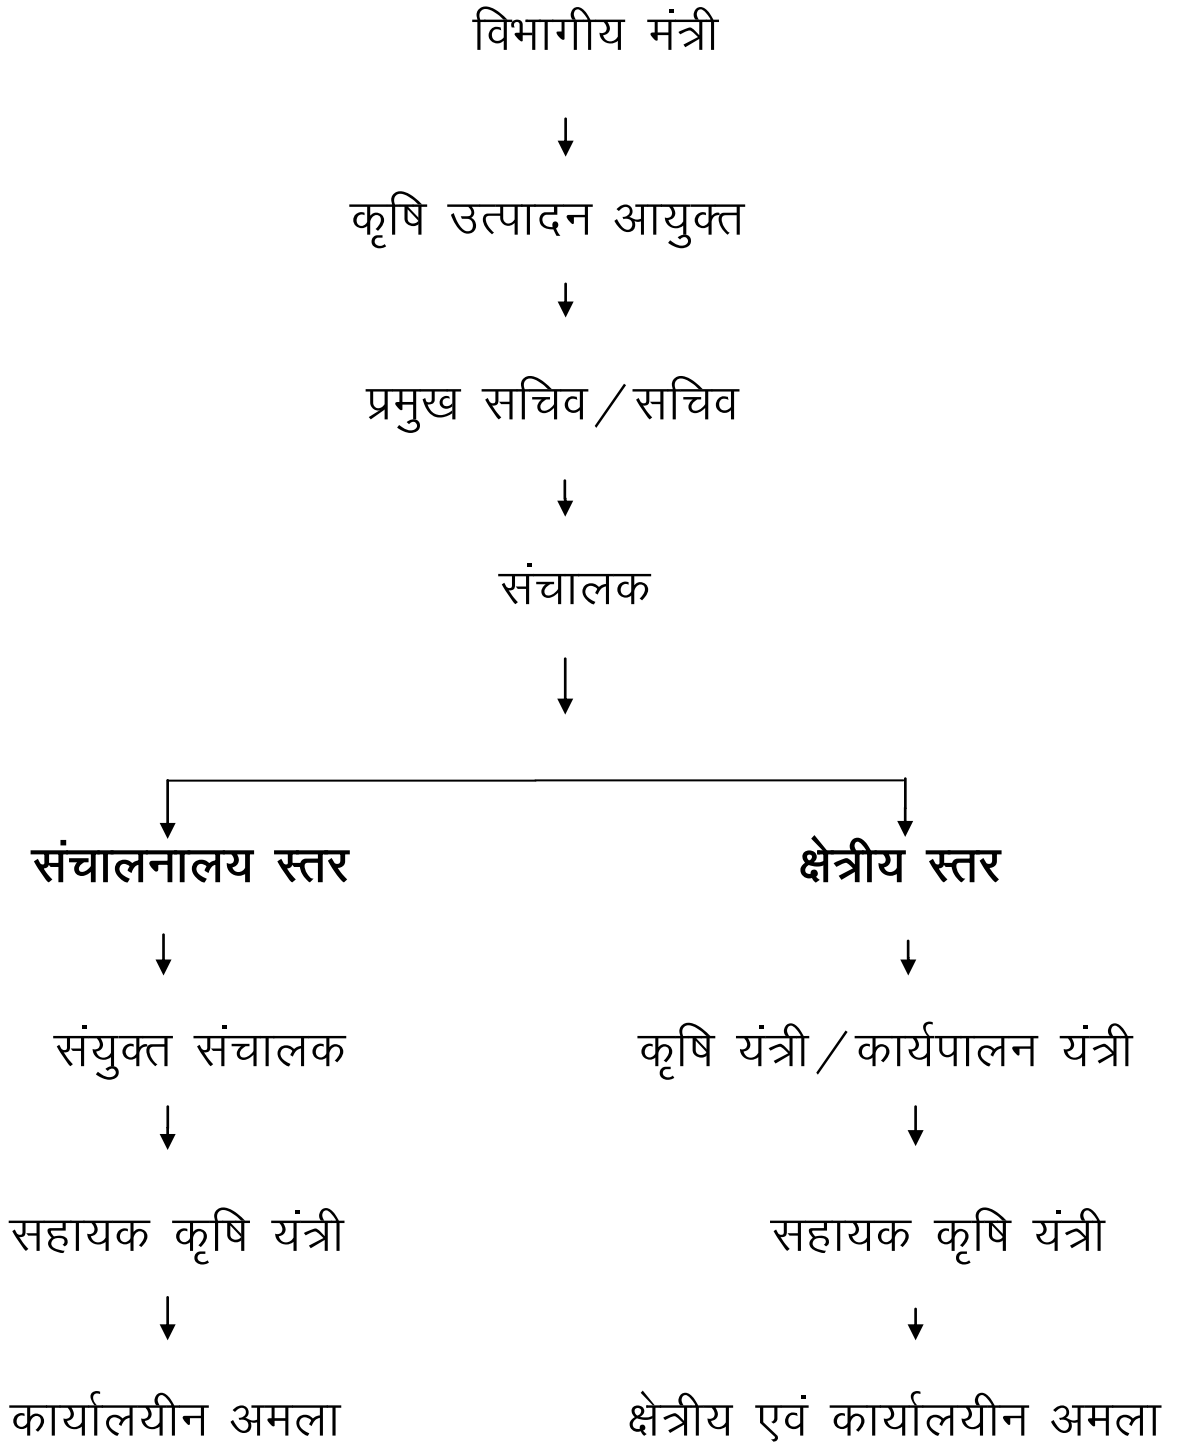 विभागीय मंत्री
कृषि उत्पादन आयुक्त
प्रमुख सचिव/सचिव
संचालक
संचालनालय स्तर
क्षेत्रीय स्तर
संयुक्त संचालक
कृषि यंत्री/कार्यपालन यंत्री
सहायक कृषि यंत्री
सहायक कृषि यंत्री
कार्यालयीन अमला
क्षेत्रीय एवं कार्यालयीन अमला